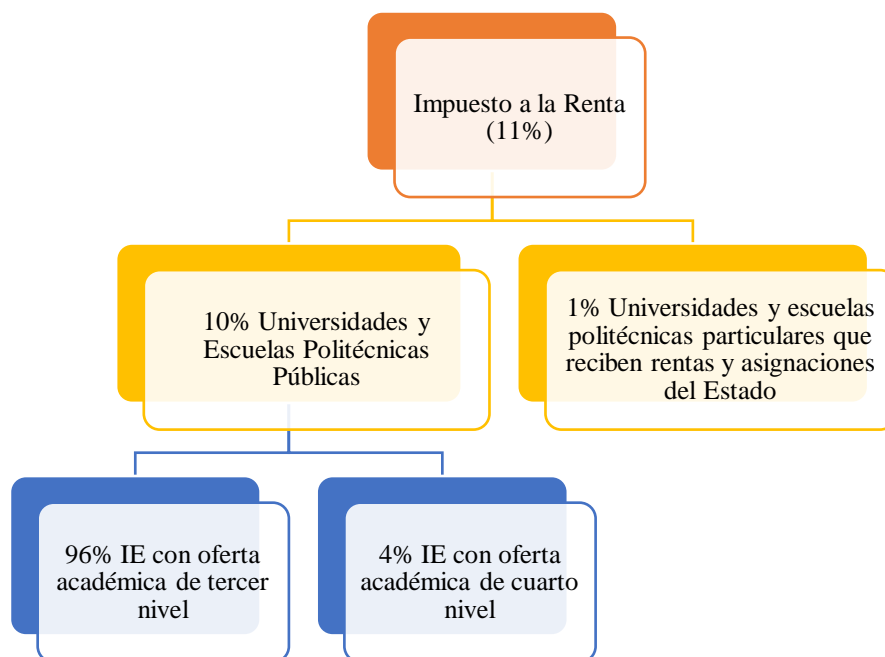 Impuesto a la Renta
(11%)
10% Universidades y
Escuelas Politécnicas
Públicas
1% Universidades y escuelas
politécnicas particulares que
reciben rentas y asignaciones
del Estado
96% IE con oferta
académica de tercer
nivel
4% IE con oferta
académica de cuarto
nivel